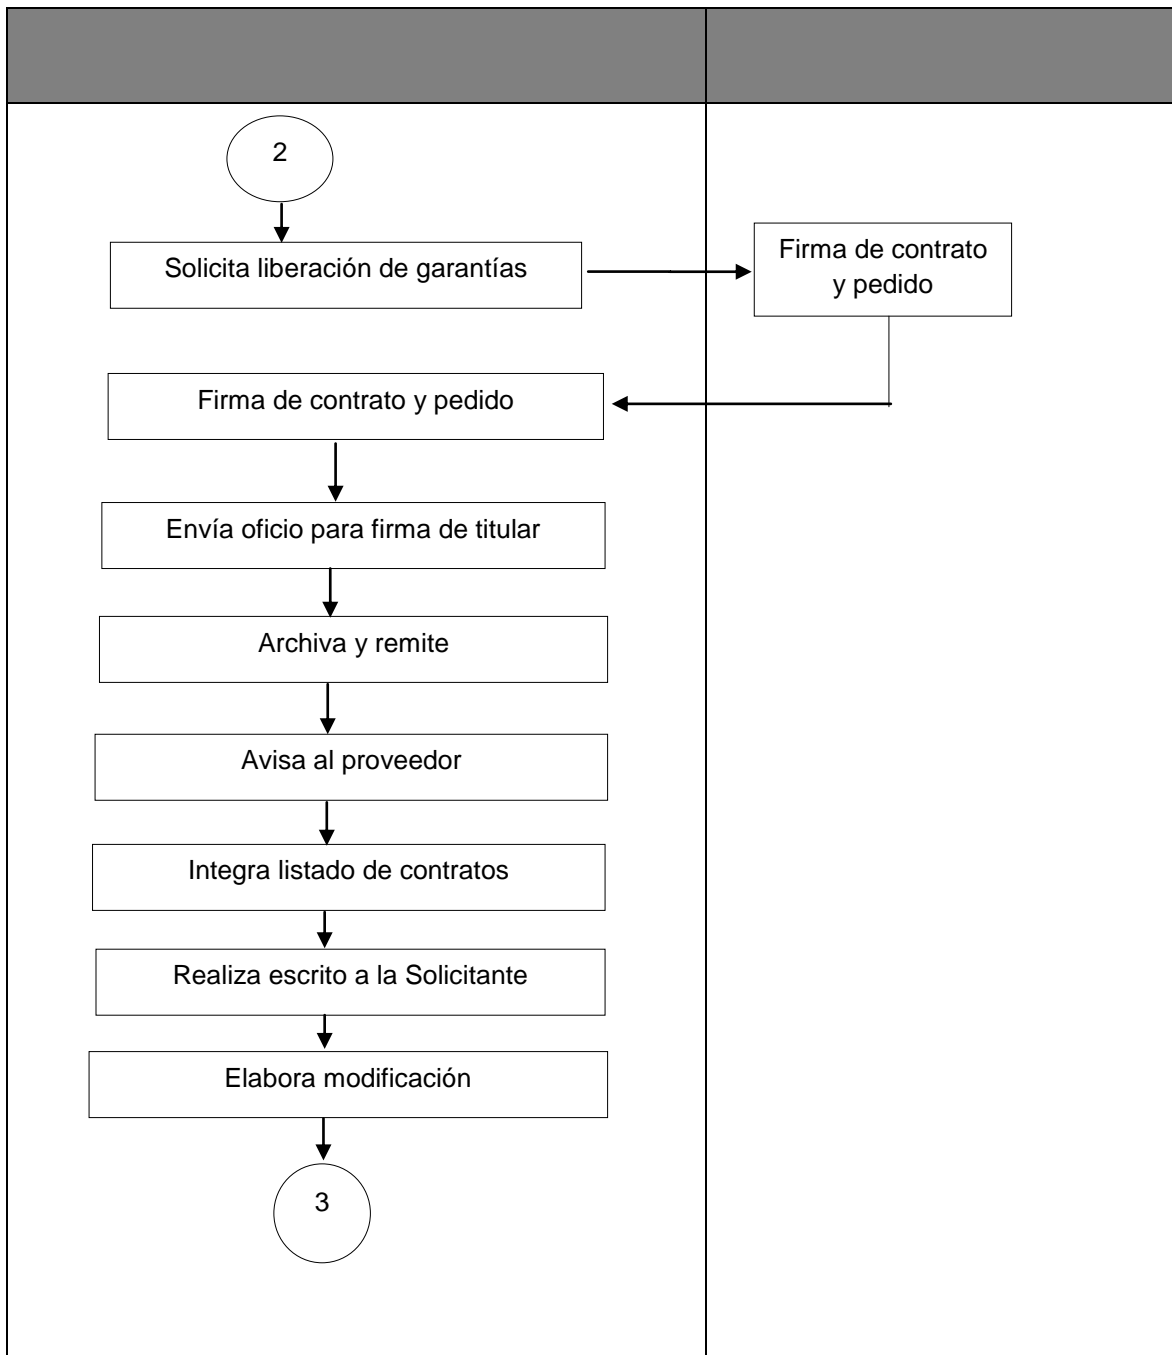 2
Solicita liberación de garantías
Firma de contrato
y pedido
Firma de contrato y pedido
Envía oficio para firma de titular
Archiva y remite
Avisa al proveedor
Integra listado de contratos
Realiza escrito a la Solicitante
Elabora modificación
3